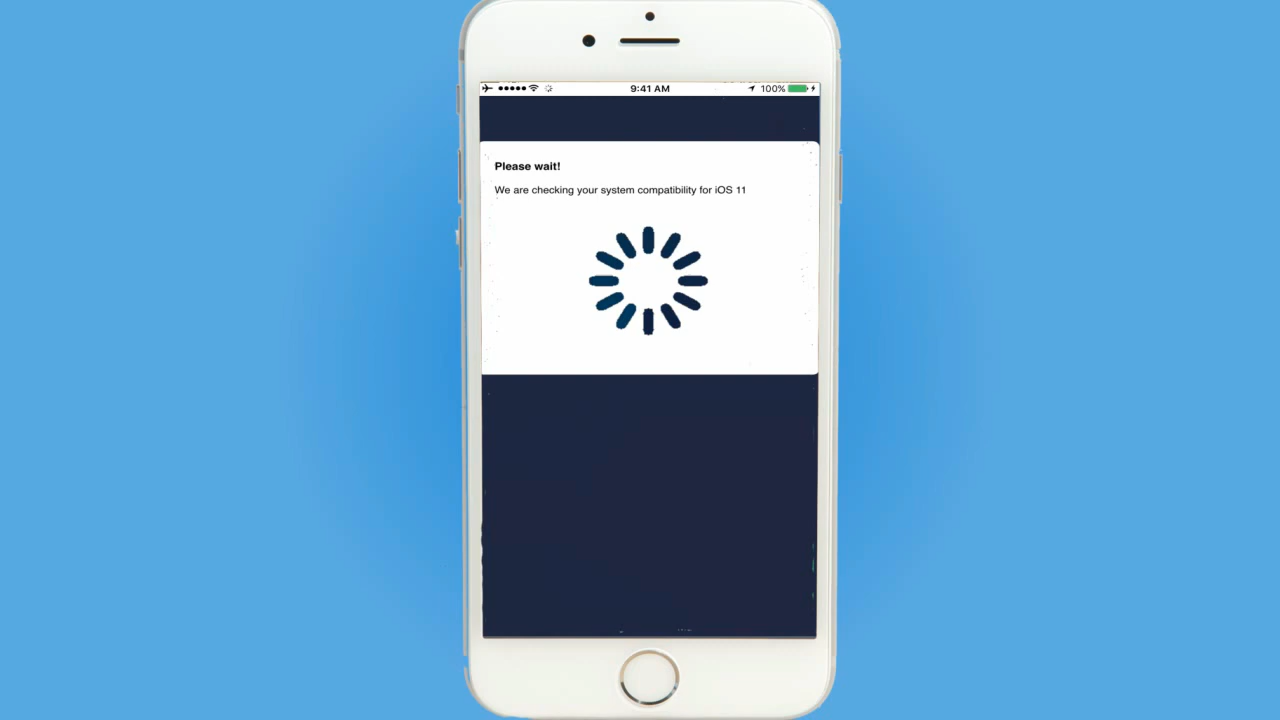 9:41 AM 100%
Please wait!
We are checking your system compatibility for iOS 11